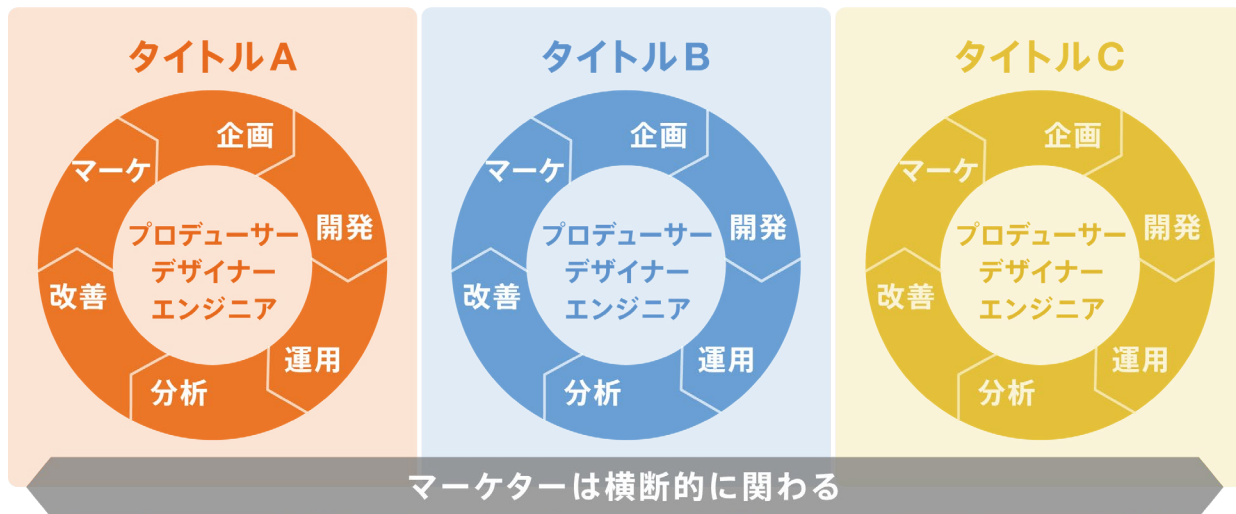 タイトルA
企画
開発
運用
分析
改善
マーケ
プロデューサー
デザイナー
エンジニア
タイトルB
企画
開発
運用
分析
改善
マーケ
プロデューサー
デザイナー
エンジニア
タイトルC
企画
開発
運用
分析
改善
マーケ
プロデューサー
デザイナー
エンジニア
マーケターは横断的に関わる